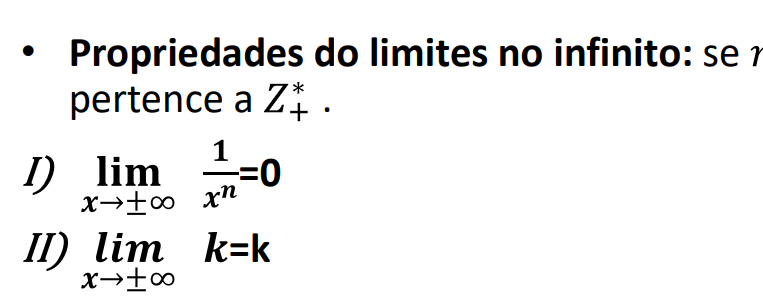 • Propriedades do limites no infinito: se
pertence a Z₊* .
I) lim x→±∞ 1/xⁿ=0
II) lim x→±∞ k=k